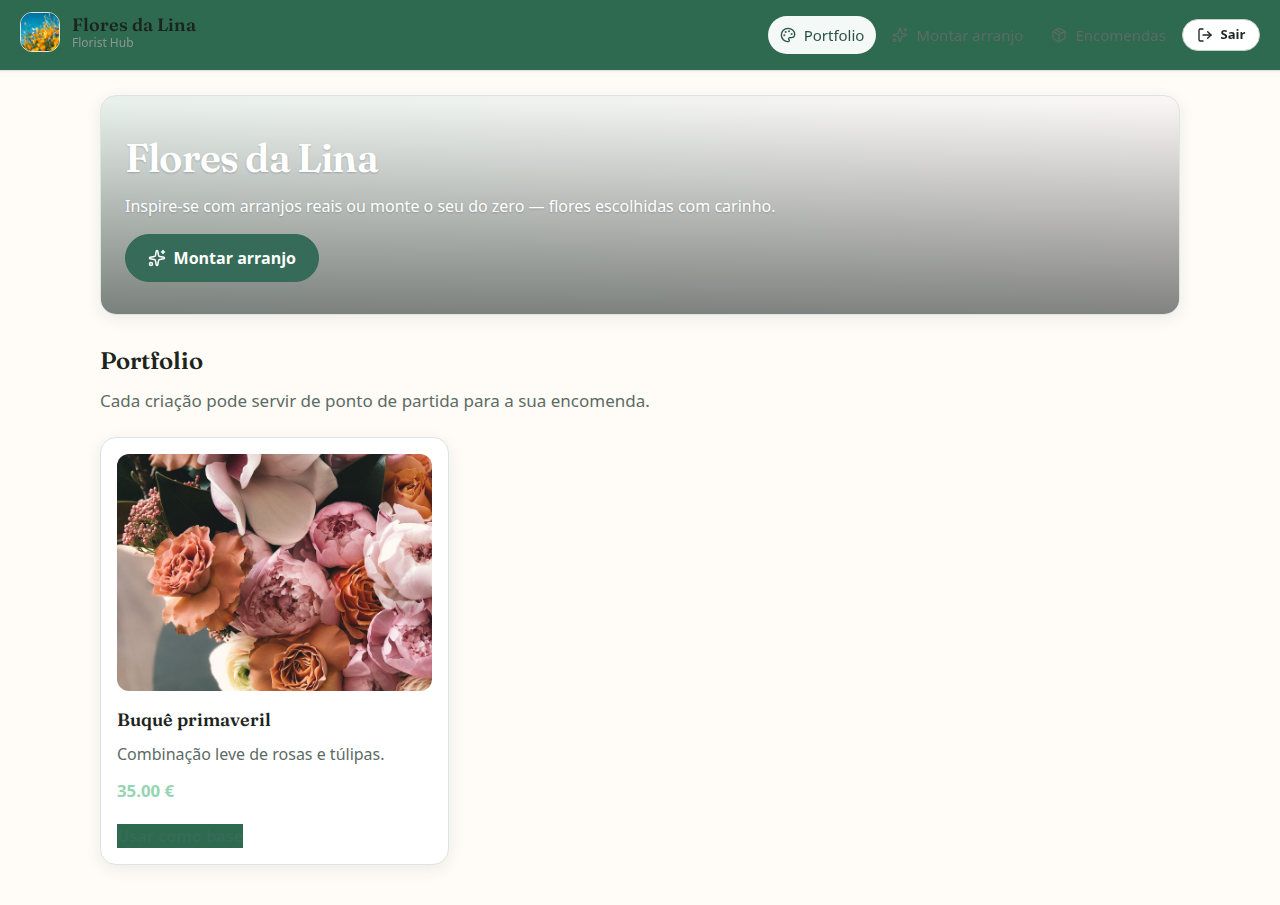 Flores da Lina
Florist Hub
Portfolio
Montar arranjo
Encomendas
Sair
Flores da Lina
Inspire-se com arranjos reais ou monte o seu do zero — flores escolhidas com carinho.
Montar arranjo
Portfolio
Cada criação pode servir de ponto de partida para a sua encomenda.
Buquê primaveril
Combinação leve de rosas e túlipas.
35.00 €